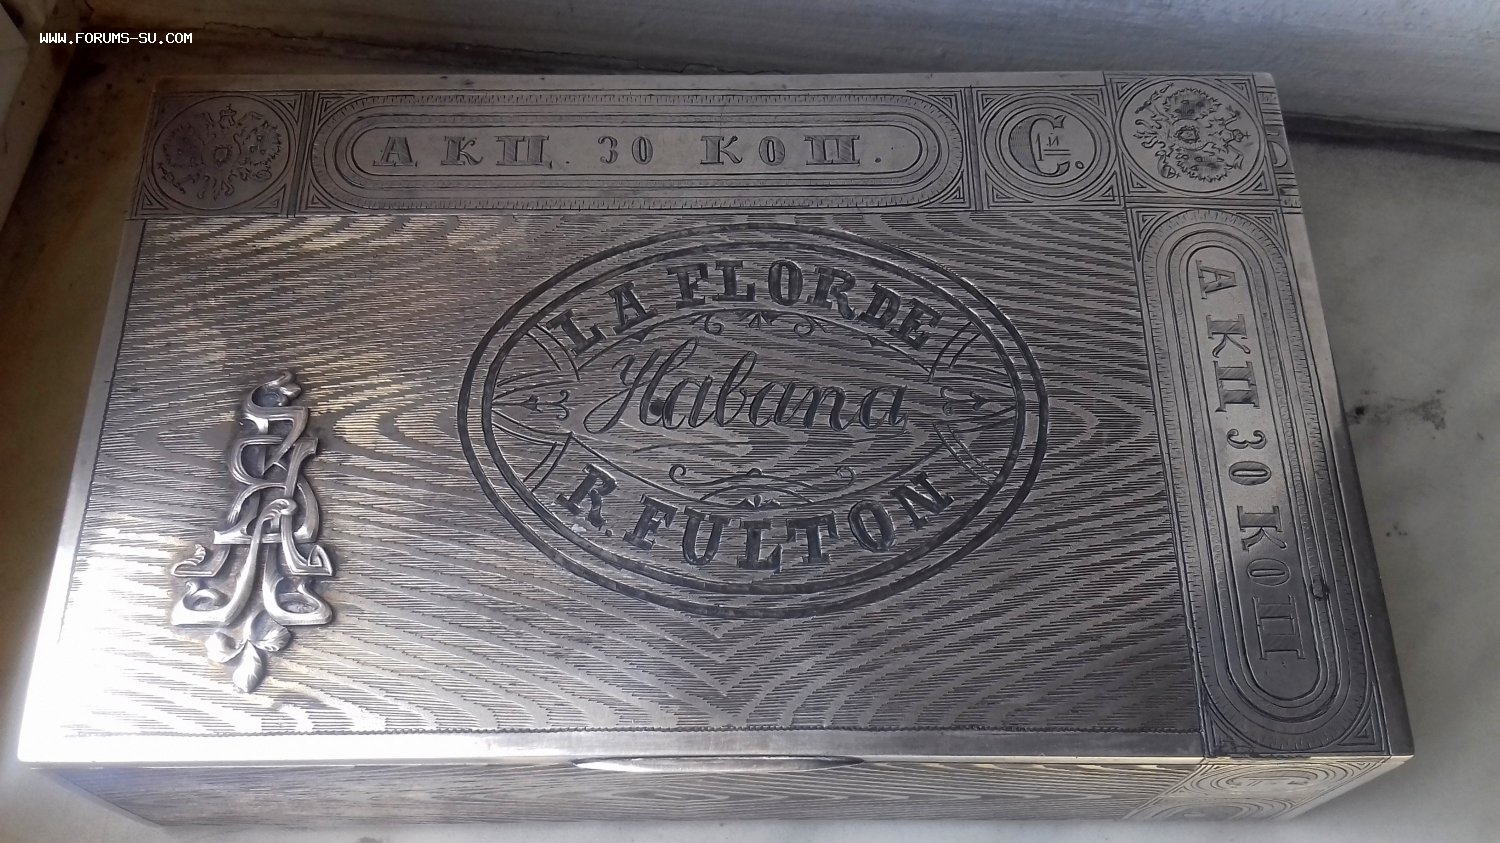 WWW.FORUMS-SU.COM
АКЦ. 30 КОП.
LA FLOR DE
Habana
R. FULTON
АКЦ 30 КОП